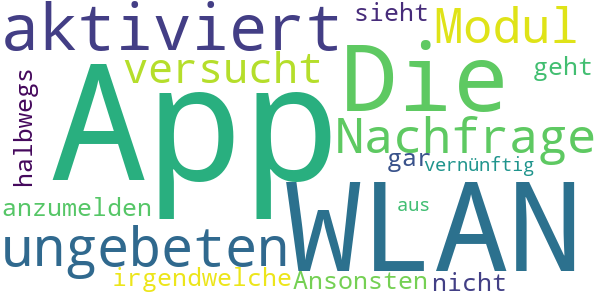 aktiviert sieht Modul
versucht Die geht
halbwegs App Nachfrage
gar vernünftig
anzumelden WLAN aus
ungebeten
irgendwelche Ansonsten nicht